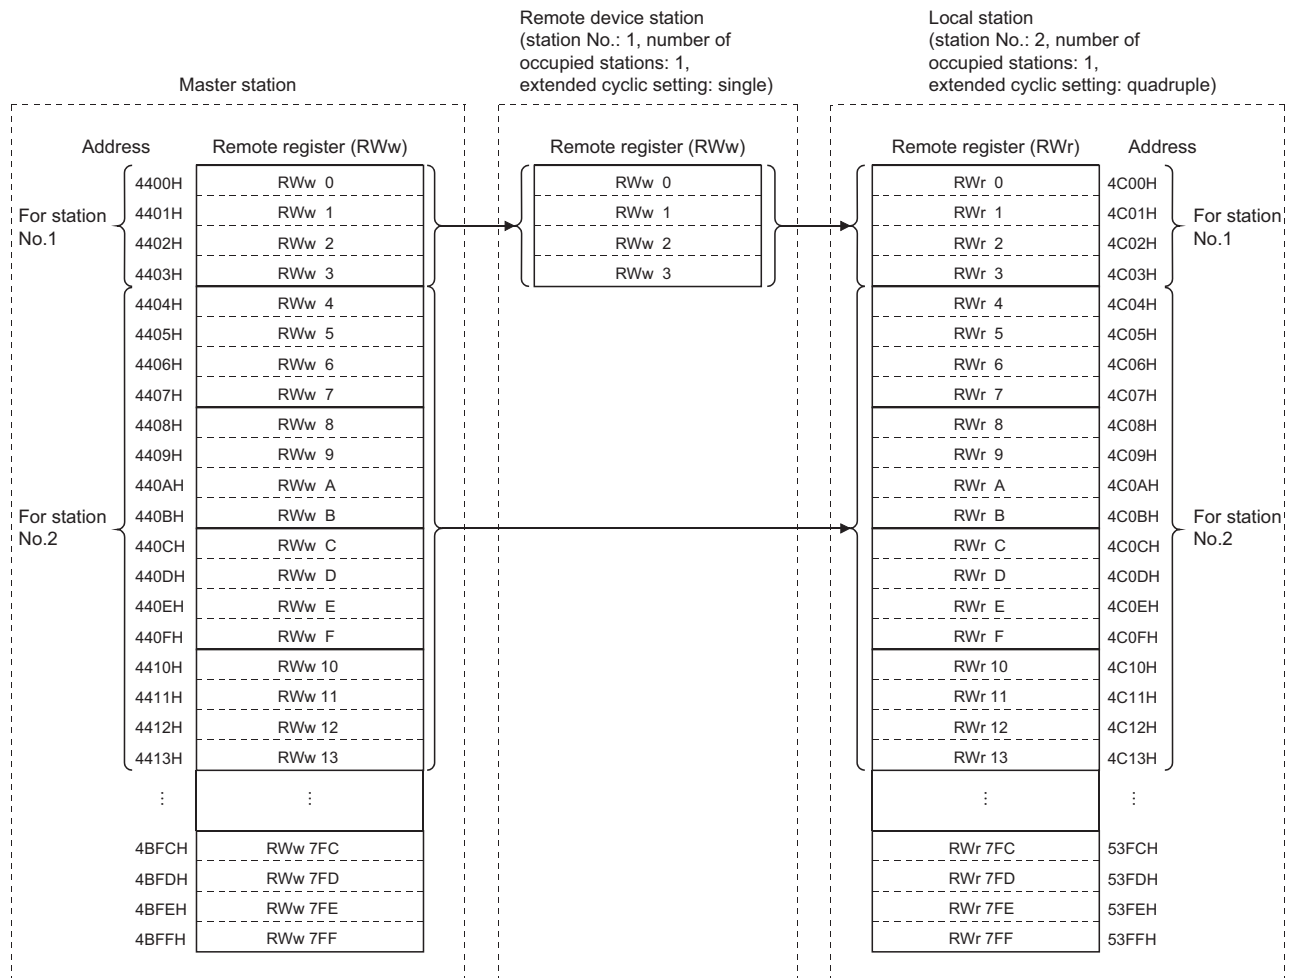 Remote device station
(station No.: 1, number of
occupied stations: 1,
extended cyclic setting: single)
Local station
(station No.: 2, number of
occupied stations: 1,
extended cyclic setting: quadruple)
Master station
Address Remote register (RWw) Remote register (RWw) Remote register (RWr) Address
4400H RWw 0 RWw 0 RWr 0 4C00H
For station 4401H RWw 1 RWw 1 RWr 1 4C01H For station
No.1 4402H RWw 2 RWw 2 RWr 2 4C02H No.1
4403H RWw 3 RWw 3 RWr 3 4C03H
4404H RWw 4 RWr 4 4C04H
4405H RWw 5 RWr 5 4C05H
4406H RWw 6 RWr 6 4C06H
4407H RWw 7 RWr 7 4C07H
4408H RWw 8 RWr 8 4C08H
4409H RWw 9 RWr 9 4C09H
440AH RWw A RWr A 4C0AH
For station 440BH RWw B RWr B 4C0BH For station
No.2 440CH RWw C RWr C 4C0CH No.2
440DH RWw D RWr D 4C0DH
440EH RWw E RWr E 4C0EH
440FH RWw F RWr F 4C0FH
4410H RWw 10 RWr 10 4C10H
4411H RWw 11 RWr 11 4C11H
4412H RWw 12 RWr 12 4C12H
4413H RWw 13 RWr 13 4C13H
⋮ ⋮ ⋮ ⋮
4BFCH RWw 7FC RWr 7FC 53FCH
4BFDH RWw 7FD RWr 7FD 53FDH
4BFEH RWw 7FE RWr 7FE 53FEH
4BFFH RWw 7FF RWr 7FF 53FFH